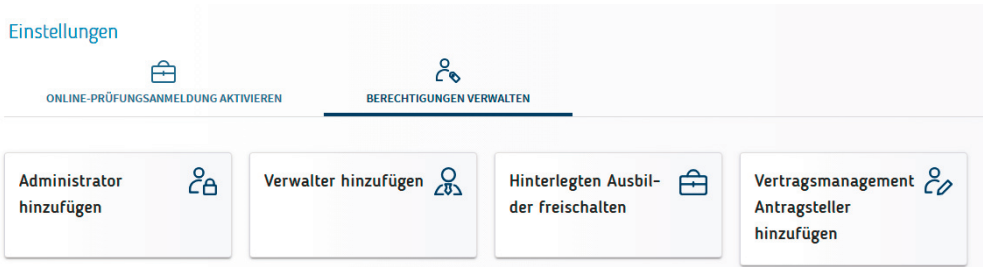 Einstellungen
ONLINE-PRÜFUNGSANMELDUNG AKTIVIEREN
BERECHTIGUNGEN VERWALTEN
Administrator
hinzufügen
Verwalter hinzufügen
Hinterlegten Ausbil-
der freischalten
Vertragsmanagement
Antragsteller
hinzufügen